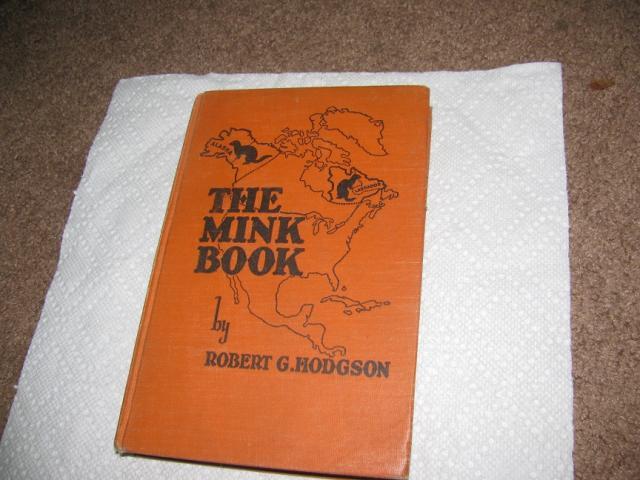 ALASKA
LABRADOR
THE
MINK
BOOK
by
ROBERT G. HODGSON